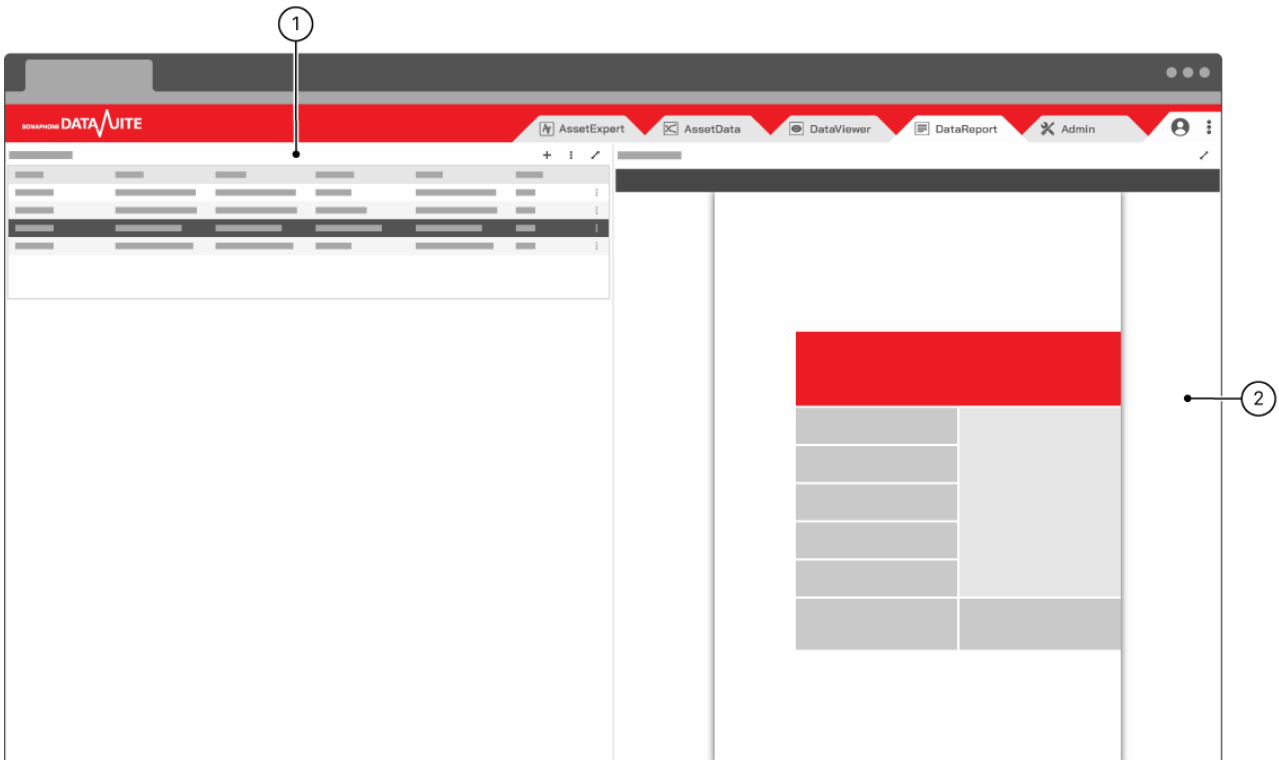 1
SONAPHONE DATA UITE
AssetExpert AssetData DataViewer DataReport Admin
2